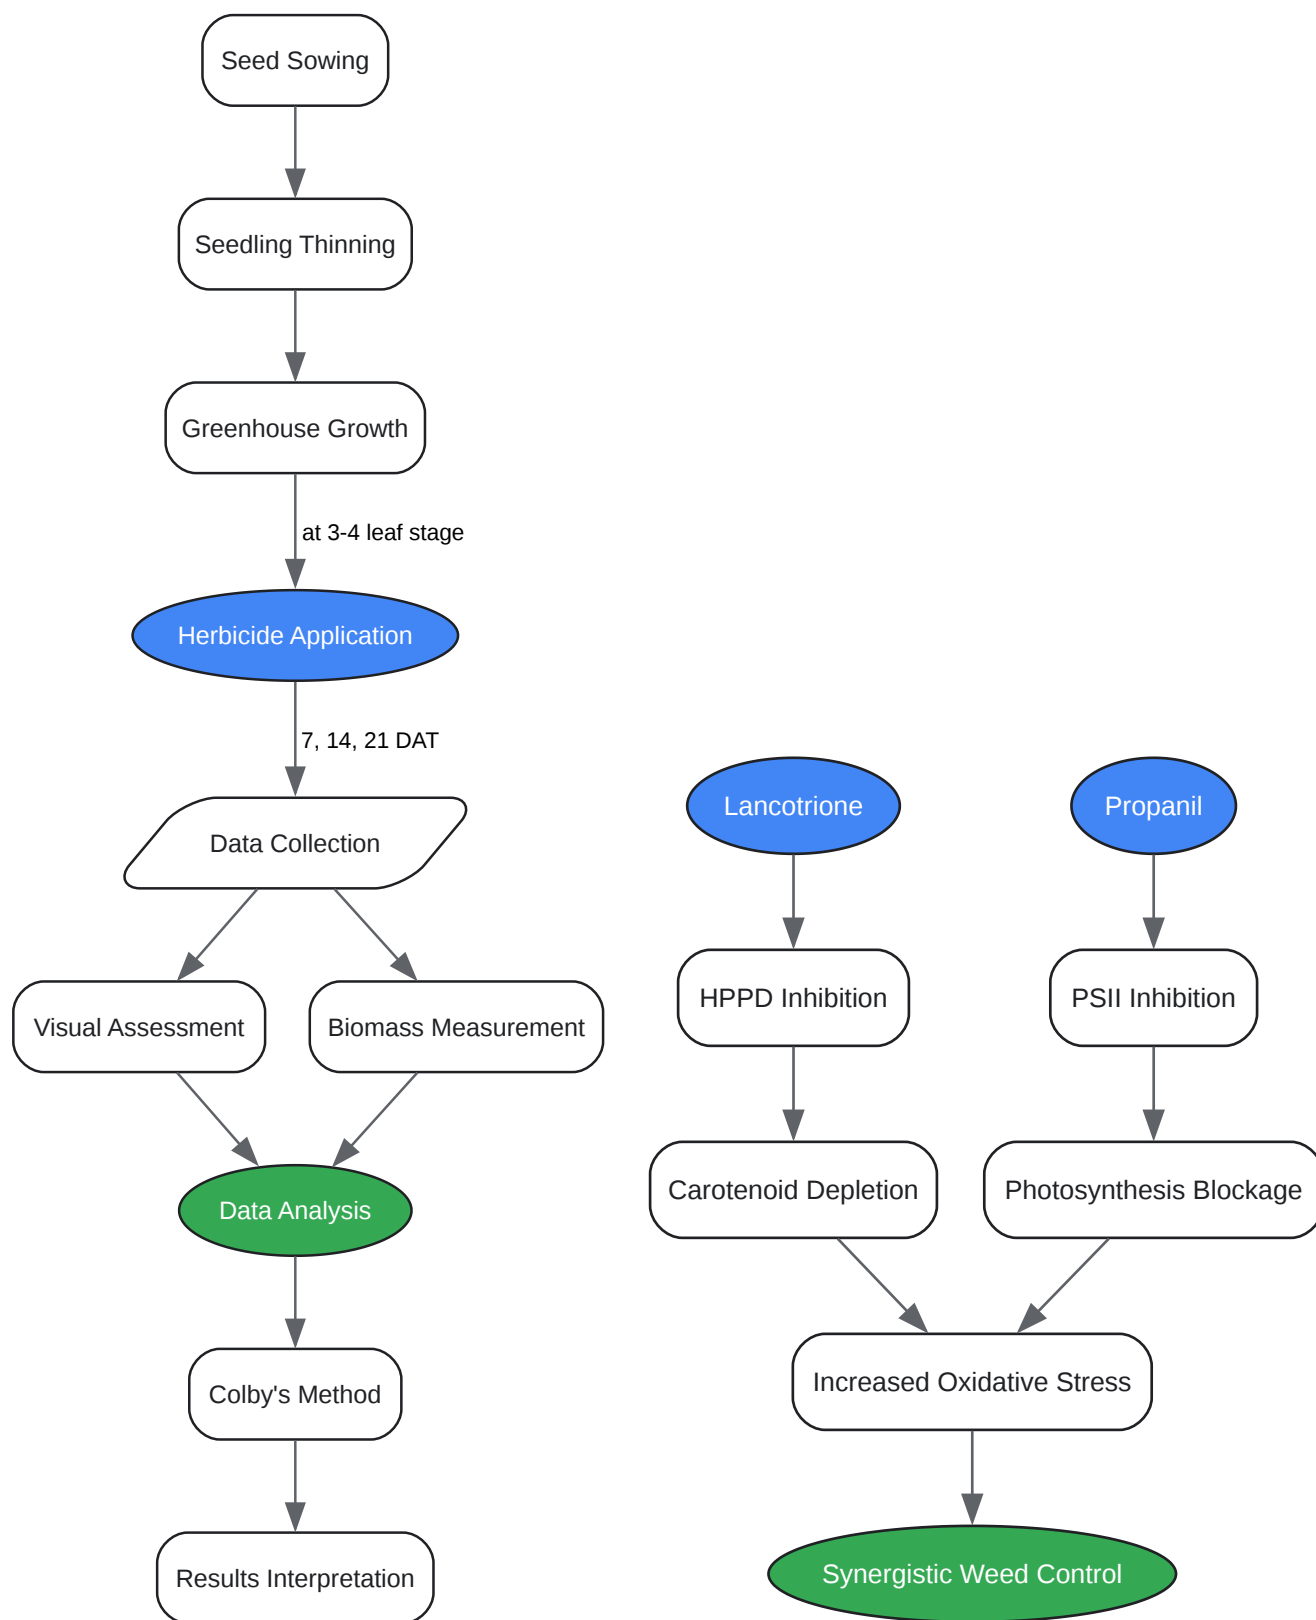 Seed Sowing
Seedling Thinning
Greenhouse Growth
at 3-4 leaf stage
Herbicide Application
7, 14, 21 DAT
Data Collection
Visual Assessment
Biomass Measurement
Data Analysis
Colby's Method
Results Interpretation
Lancotrione
Propanil
HPPD Inhibition
PSII Inhibition
Carotenoid Depletion
Photosynthesis Blockage
Increased Oxidative Stress
Synergistic Weed Control